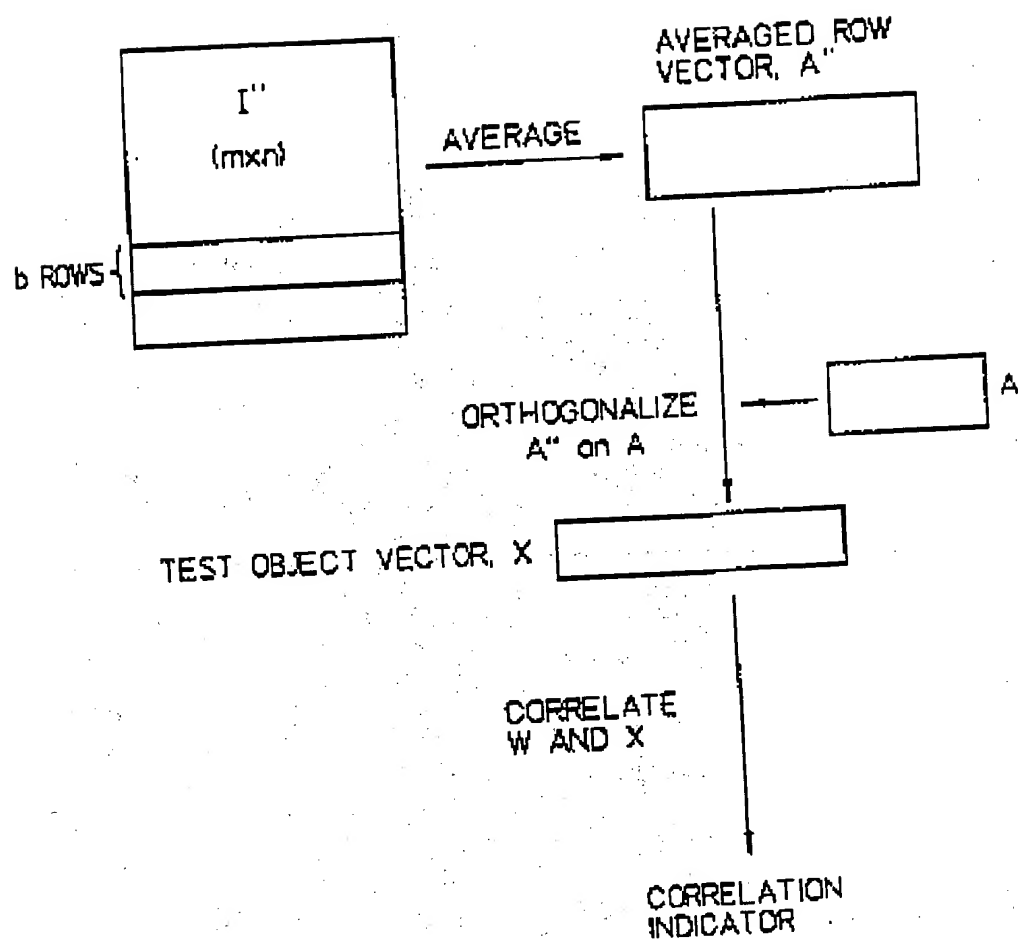 I''
(mxn)
b ROWS
AVERAGE
AVERAGED ROW
VECTOR, A''
ORTHOGONALIZE
A'' on A
A
TEST OBJECT VECTOR, X
CORRELATE
W AND X
CORRELATION
INDICATOR